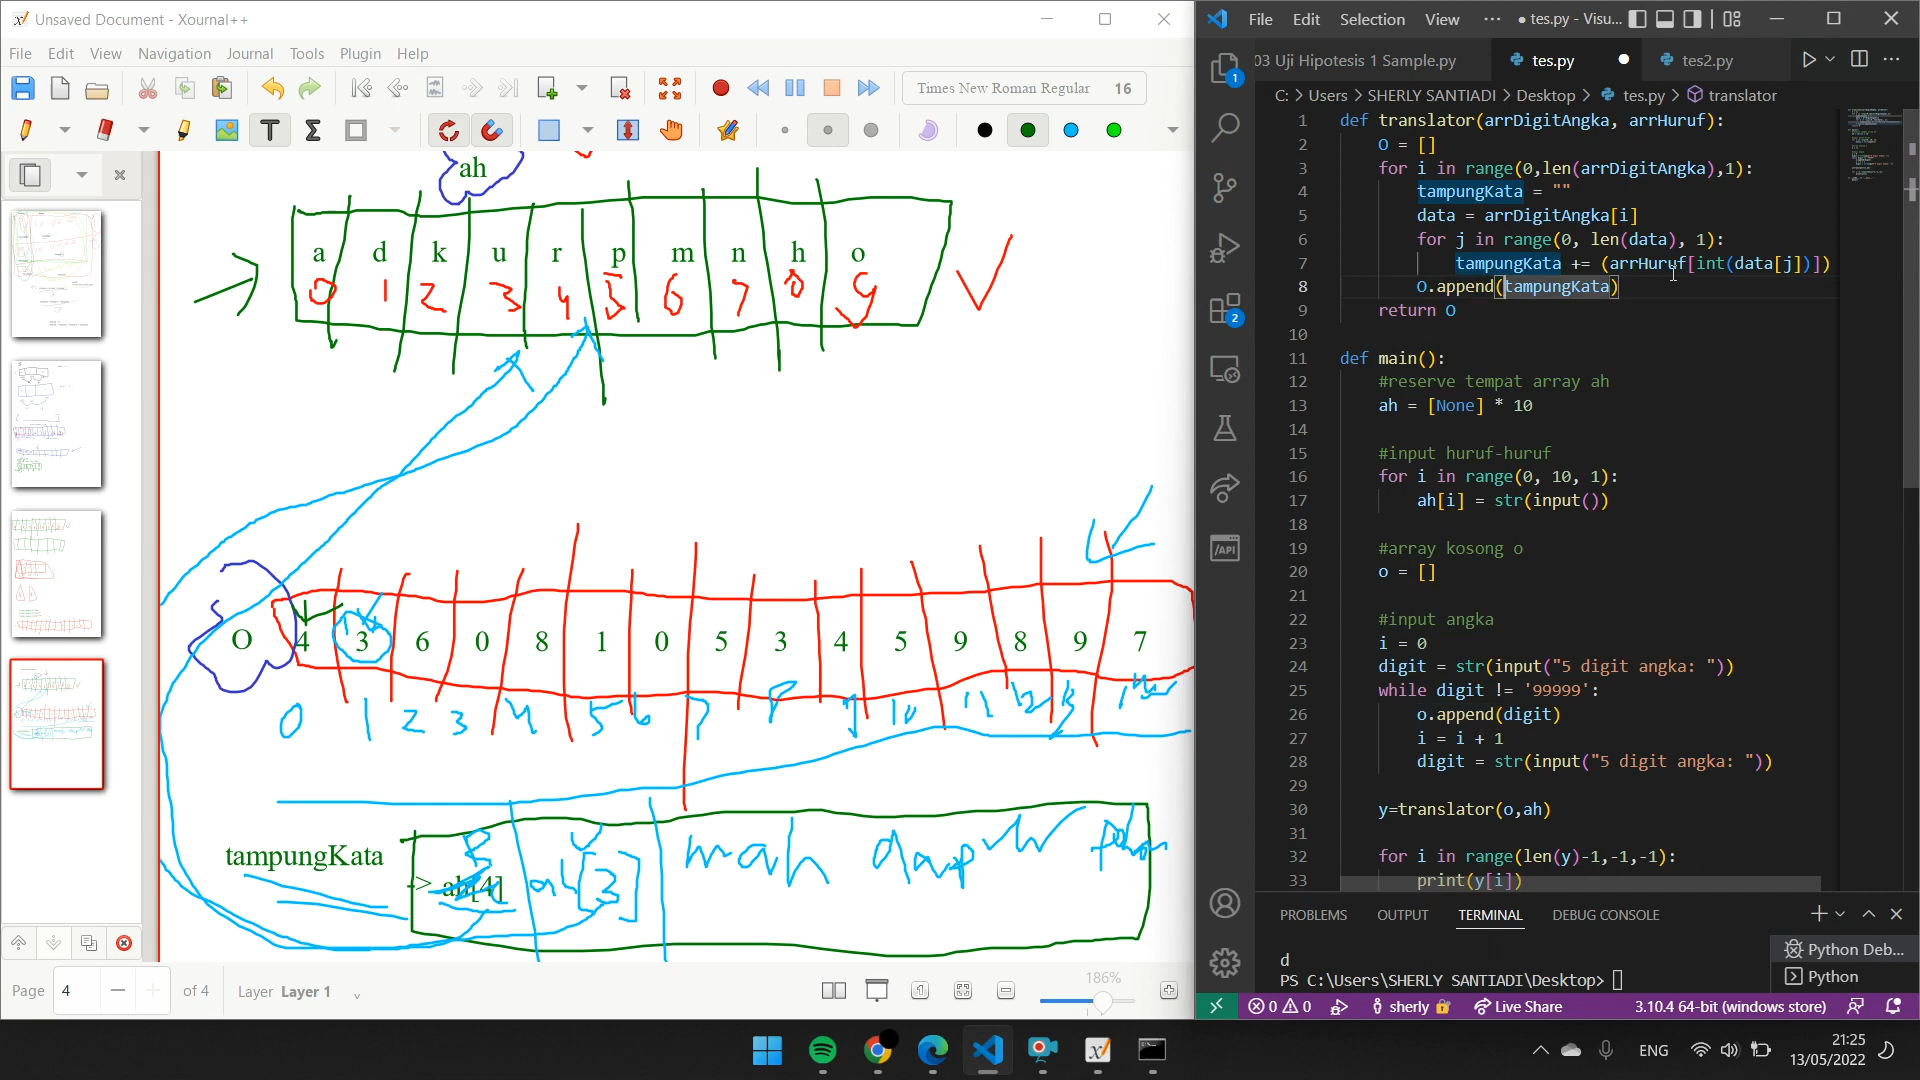 Unsaved Document - Xournal++
File Edit View Navigation Journal Tools Plugin Help
Times New Roman Regular 16
ah
a d k u r p m n h o
0 1 2 3 4 5 6 7 8 9
O 4 3 6 0 8 1 0 5 3 4 5 9 8 9 7
0 1 2 3 4 5 6 7 8 9 10 11 12 13 14
tampungKata
-> ah[4] ah[3]
Page 4 of 4 Layer Layer 1 186%
File Edit Selection View ··· ● tes.py - Visu...
03 Uji Hipotesis 1 Sample.py tes.py tes2.py
C: > Users > SHERLY SANTIADI > Desktop > tes.py > translator
1 def translator(arrDigitAngka, arrHuruf):
2 O = []
3 for i in range(0,len(arrDigitAngka),1):
4 tampungKata = ""
5 data = arrDigitAngka[i]
6 for j in range(0, len(data), 1):
7 tampungKata += (arrHuruf[int(data[j])])
8 O.append(tampungKata)
9 return O
10
11 def main():
12 #reserve tempat array ah
13 ah = [None] * 10
14
15 #input huruf-huruf
16 for i in range(0, 10, 1):
17 ah[i] = str(input())
18
19 #array kosong o
20 o = []
21
22 #input angka
23 i = 0
24 digit = str(input("5 digit angka: "))
25 while digit != '99999':
26 o.append(digit)
27 i = i + 1
28 digit = str(input("5 digit angka: "))
29
30 y=translator(o,ah)
31
32 for i in range(len(y)-1,-1,-1):
33 print(y[i])
PROBLEMS OUTPUT TERMINAL DEBUG CONSOLE
d
PS C:\Users\SHERLY SANTIADI\Desktop>
Python Deb...
Python
0 0 sherly Live Share 3.10.4 64-bit (windows store)
ENG 21:25
13/05/2022